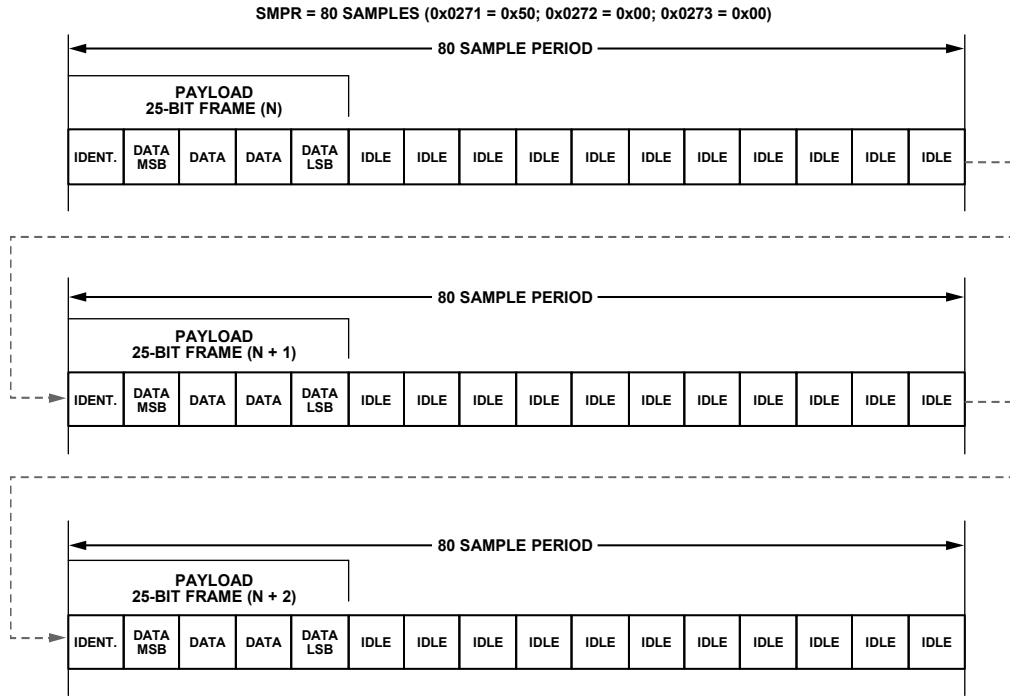 SMPR = 80 SAMPLES (0x0271 = 0x50; 0x0272 = 0x00; 0x0273 = 0x00)
80 SAMPLE PERIOD
PAYLOAD
25-BIT FRAME (N)
IDENT. DATA MSB DATA DATA DATA LSB IDLE IDLE IDLE IDLE IDLE IDLE IDLE IDLE IDLE IDLE IDLE
80 SAMPLE PERIOD
PAYLOAD
25-BIT FRAME (N + 1)
IDENT. DATA MSB DATA DATA DATA LSB IDLE IDLE IDLE IDLE IDLE IDLE IDLE IDLE IDLE IDLE IDLE
80 SAMPLE PERIOD
PAYLOAD
25-BIT FRAME (N + 2)
IDENT. DATA MSB DATA DATA DATA LSB IDLE IDLE IDLE IDLE IDLE IDLE IDLE IDLE IDLE IDLE IDLE